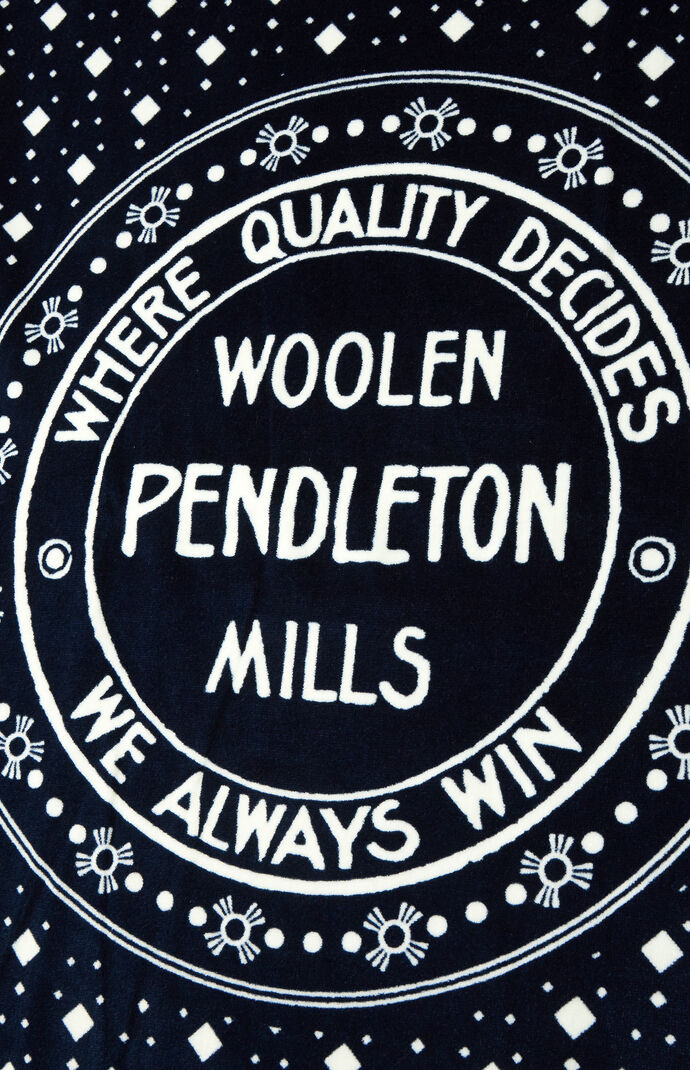 WHERE QUALITY DECIDES
WOOLEN
PENDLETON
MILLS
WE ALWAYS WIN